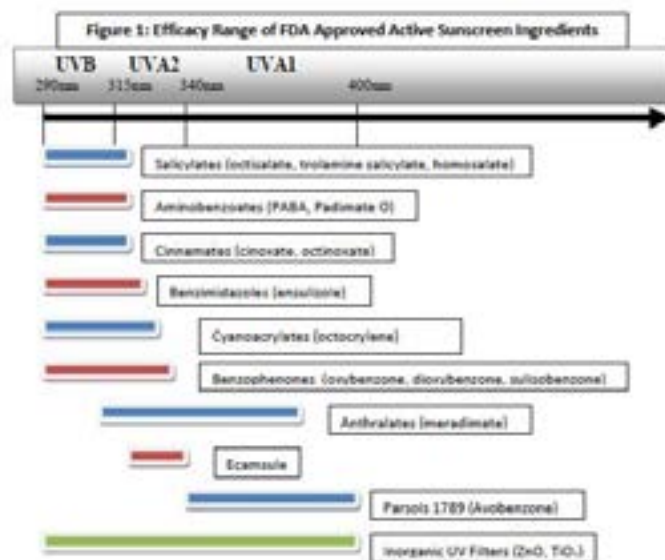 Figure 1: Efficacy Range of FDA Approved Active Sunscreen Ingredients
UVB UVA2 UVA1
290nm 315nm 340nm 400nm
Salicylates (octisalate, trolamine salicylate, homosalate)
Aminobenzoates (PABA, Padimate O)
Cinnamates (cinoxate, octinoxate)
Benzimidazoles (ensulizole)
Cyanoacrylates (octocrylene)
Benzophenones (oxybenzone, dioxybenzone, sulisobenzone)
Anthralates (meradimate)
Ecamsule
Parsols 1789 (Avobenzone)
Inorganic UV Filters (ZnO, TiO₂)